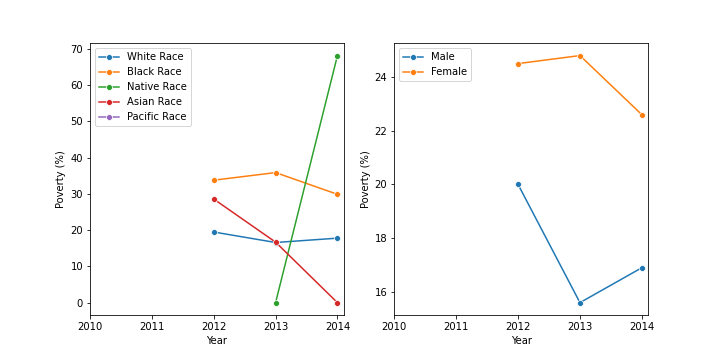 70
60
50
40
30
20
10
0
Poverty (%)
2010 2011 2012 2013 2014
Year
White Race
Black Race
Native Race
Asian Race
Pacific Race
24
22
20
18
16
Poverty (%)
2010 2011 2012 2013 2014
Year
Male
Female